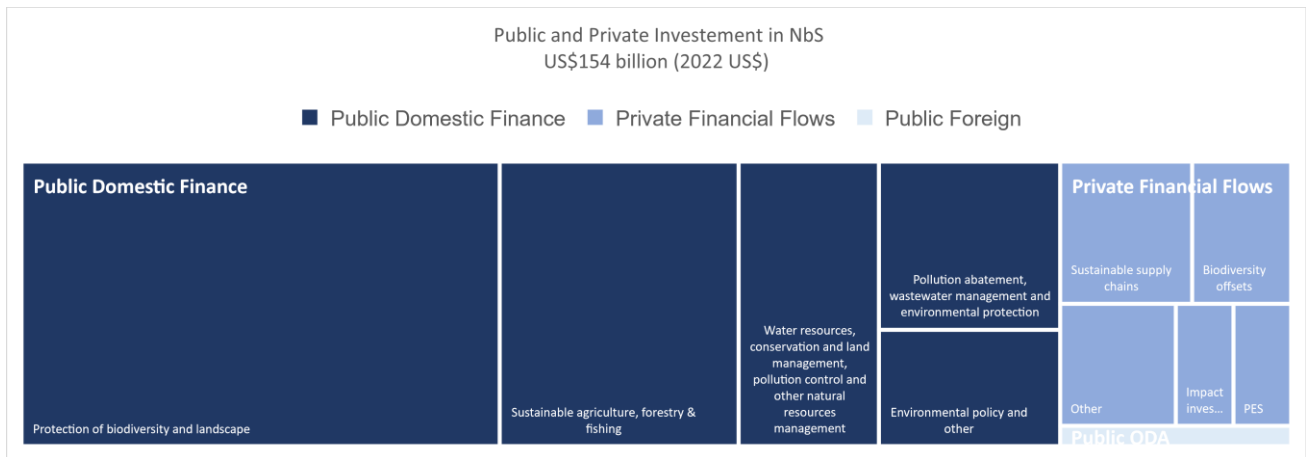 Public and Private Investement in NbS
US$154 billion (2022 US$)
Public Domestic Finance
Private Financial Flows
Public Foreign
Public Domestic Finance
Protection of biodiversity and landscape
Sustainable agriculture, forestry &
fishing
Water resources,
conservation and land
management,
pollution control and
other natural
resources
management
Pollution abatement,
wastewater management and
environmental protection
Environmental policy and
other
Private Financial Flows
Sustainable supply
chains
Biodiversity
offsets
Other
Impact
inves...
PES
Public ODA